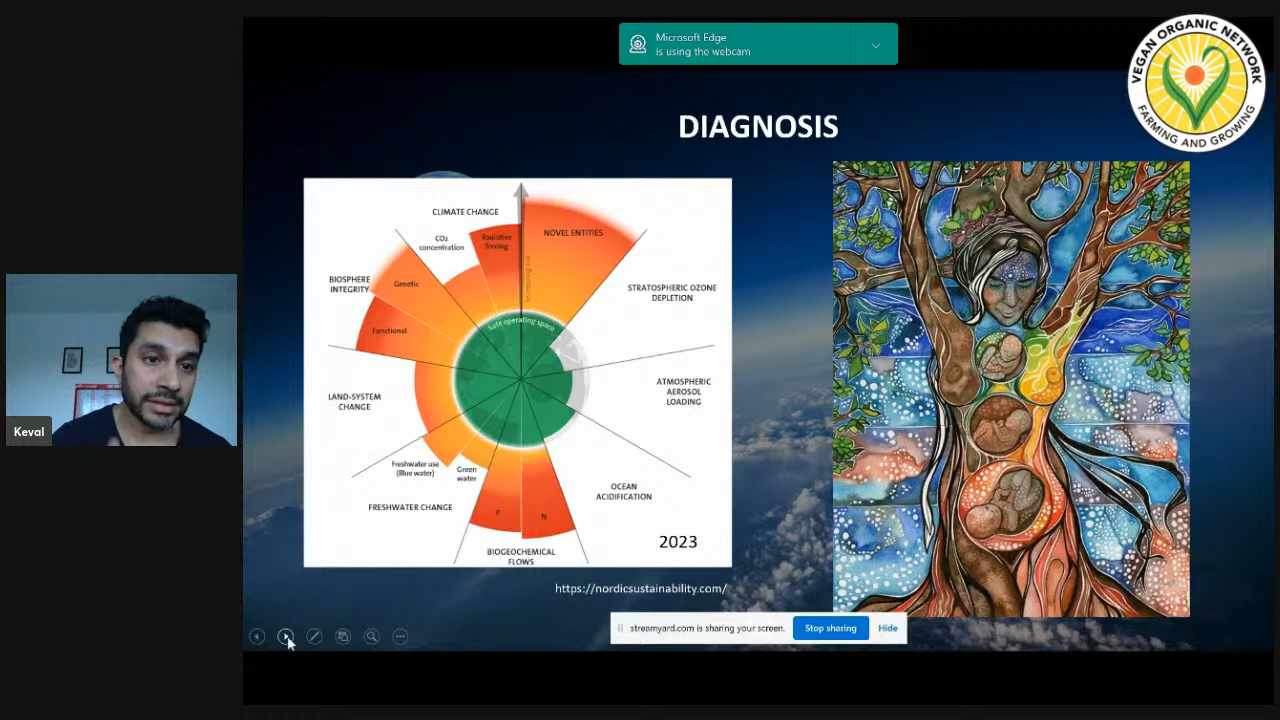 Microsoft Edge
is using the webcam
VEGAN ORGANIC NETWORK
FARMING AND GROWING
DIAGNOSIS
CLIMATE CHANGE
CO2
concentration
Radiative
forcing
Increasing risk
NOVEL ENTITIES
STRATOSPHERIC OZONE
DEPLETION
BIOSPHERE
INTEGRITY
Genetic
Functional
Safe operating space
ATMOSPHERIC
AEROSOL
LOADING
LAND-SYSTEM
CHANGE
Freshwater use
(Blue water)
Green
water
FRESHWATER CHANGE
OCEAN
ACIDIFICATION
P
N
BIOGEOCHEMICAL
FLOWS
2023
https://nordicsustainability.com/
Keval
streamyard.com is sharing your screen.
Stop sharing
Hide